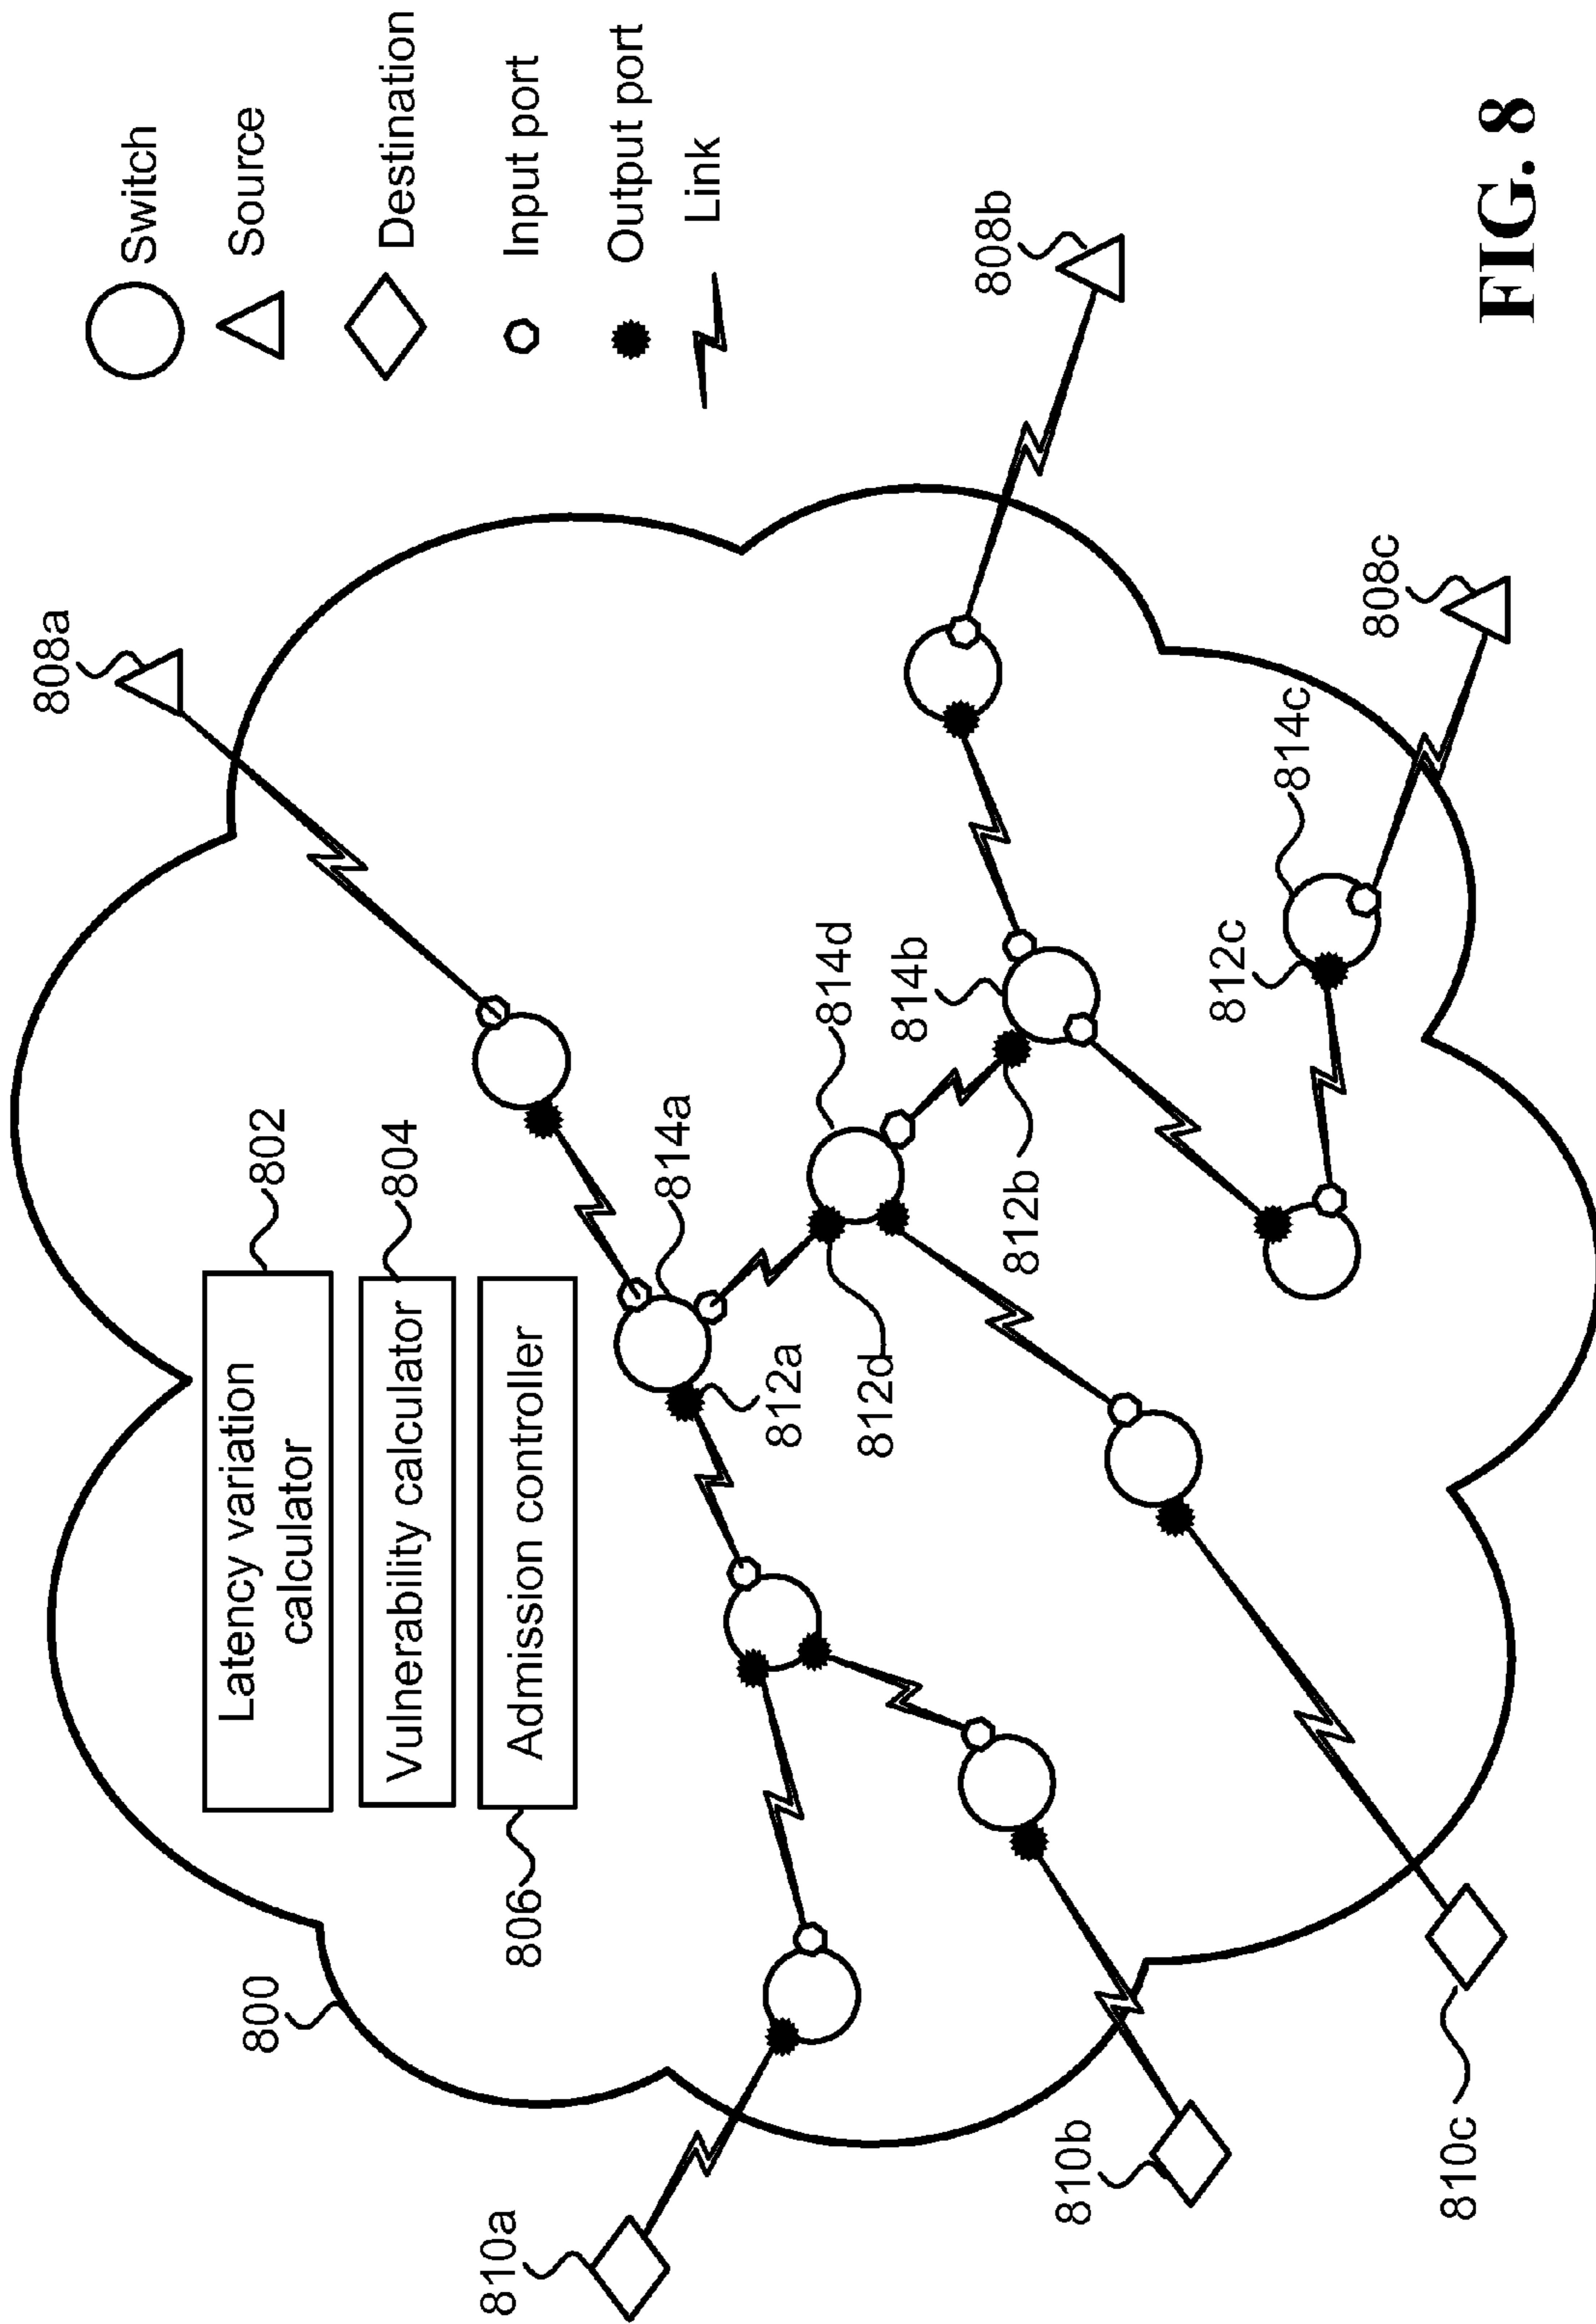 Switch
Source
Destination
Input port
Output port
Link
800
802
Latency variation
calculator
804
Vulnerability calculator
806
Admission controller
808a
808b
808c
810a
810b
810c
812a
812b
812c
812d
814a
814b
814c
814d
FIG. 8